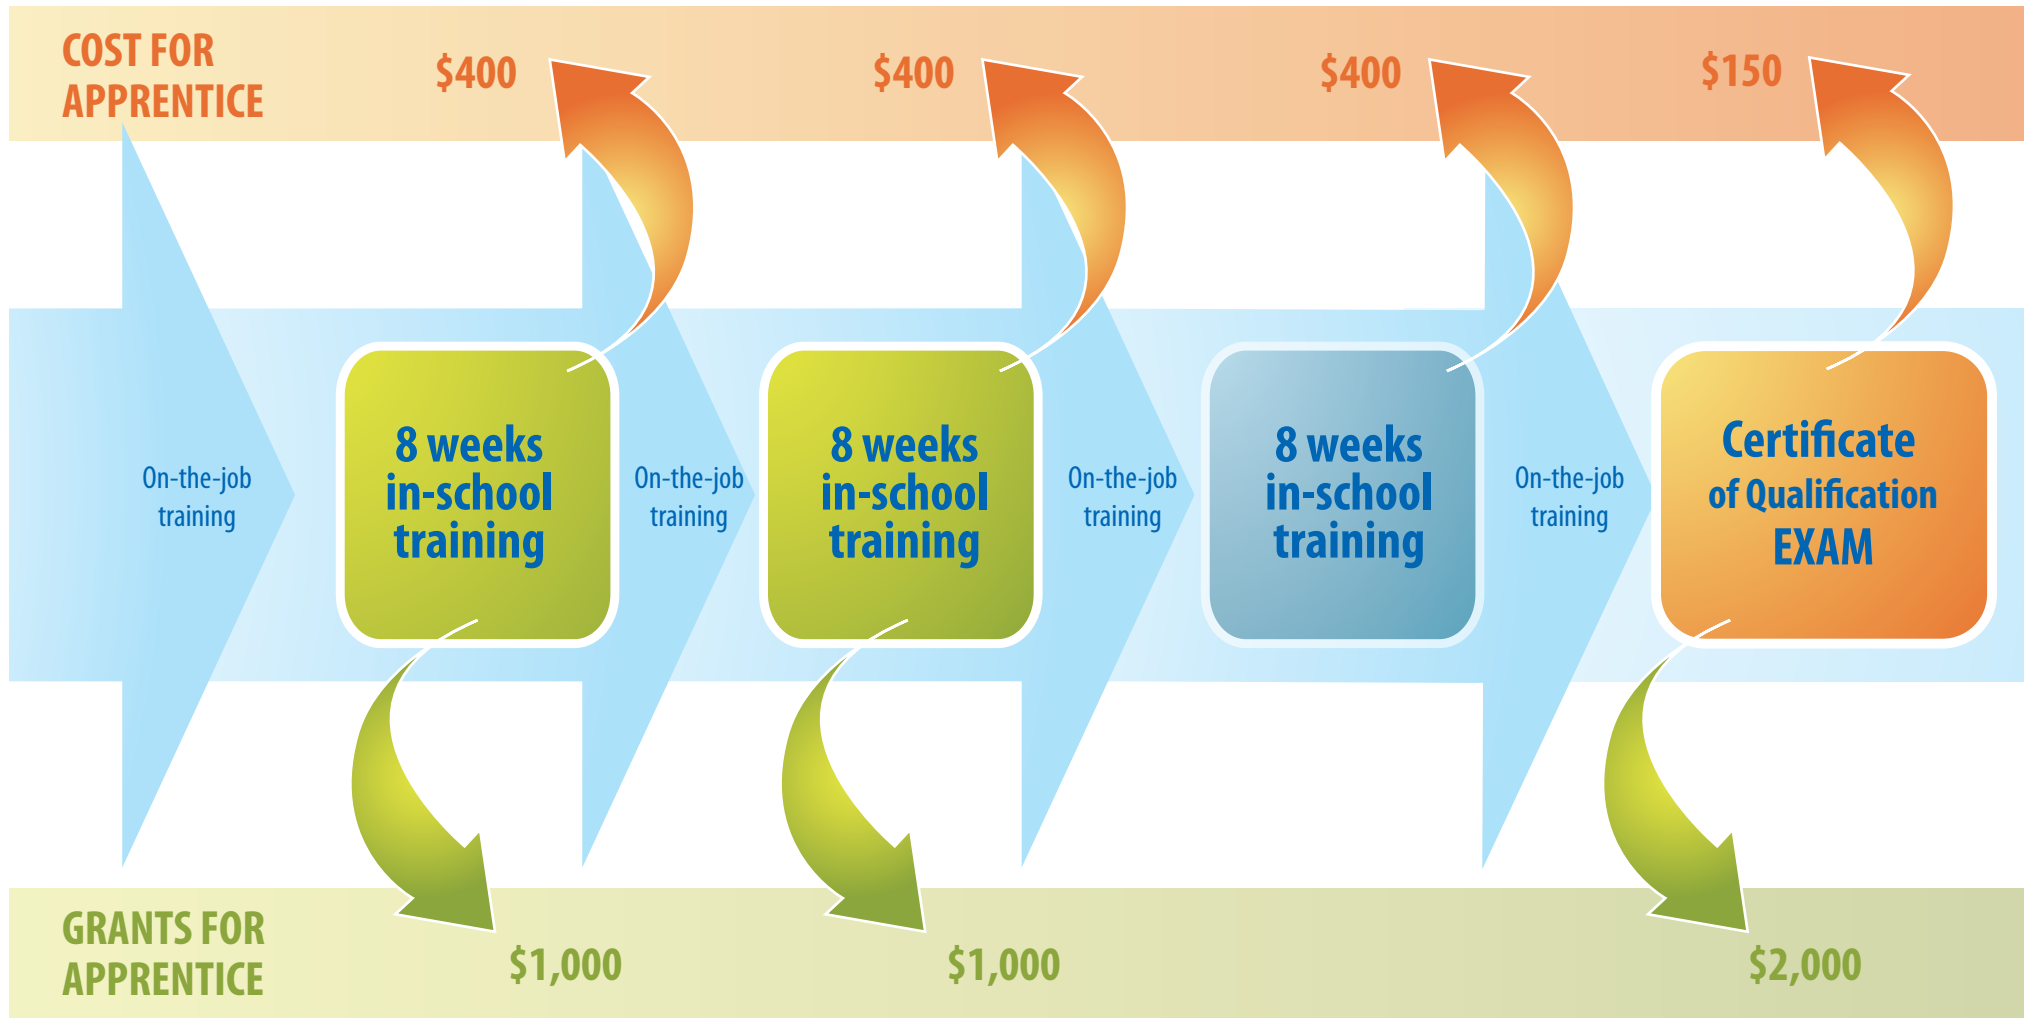 COST FOR
APPRENTICE
$400
$400
$400
$150
On-the-job
training
8 weeks
in-school
training
On-the-job
training
8 weeks
in-school
training
On-the-job
training
8 weeks
in-school
training
On-the-job
training
Certificate
of Qualification
EXAM
GRANTS FOR
APPRENTICE
$1,000
$1,000
$2,000